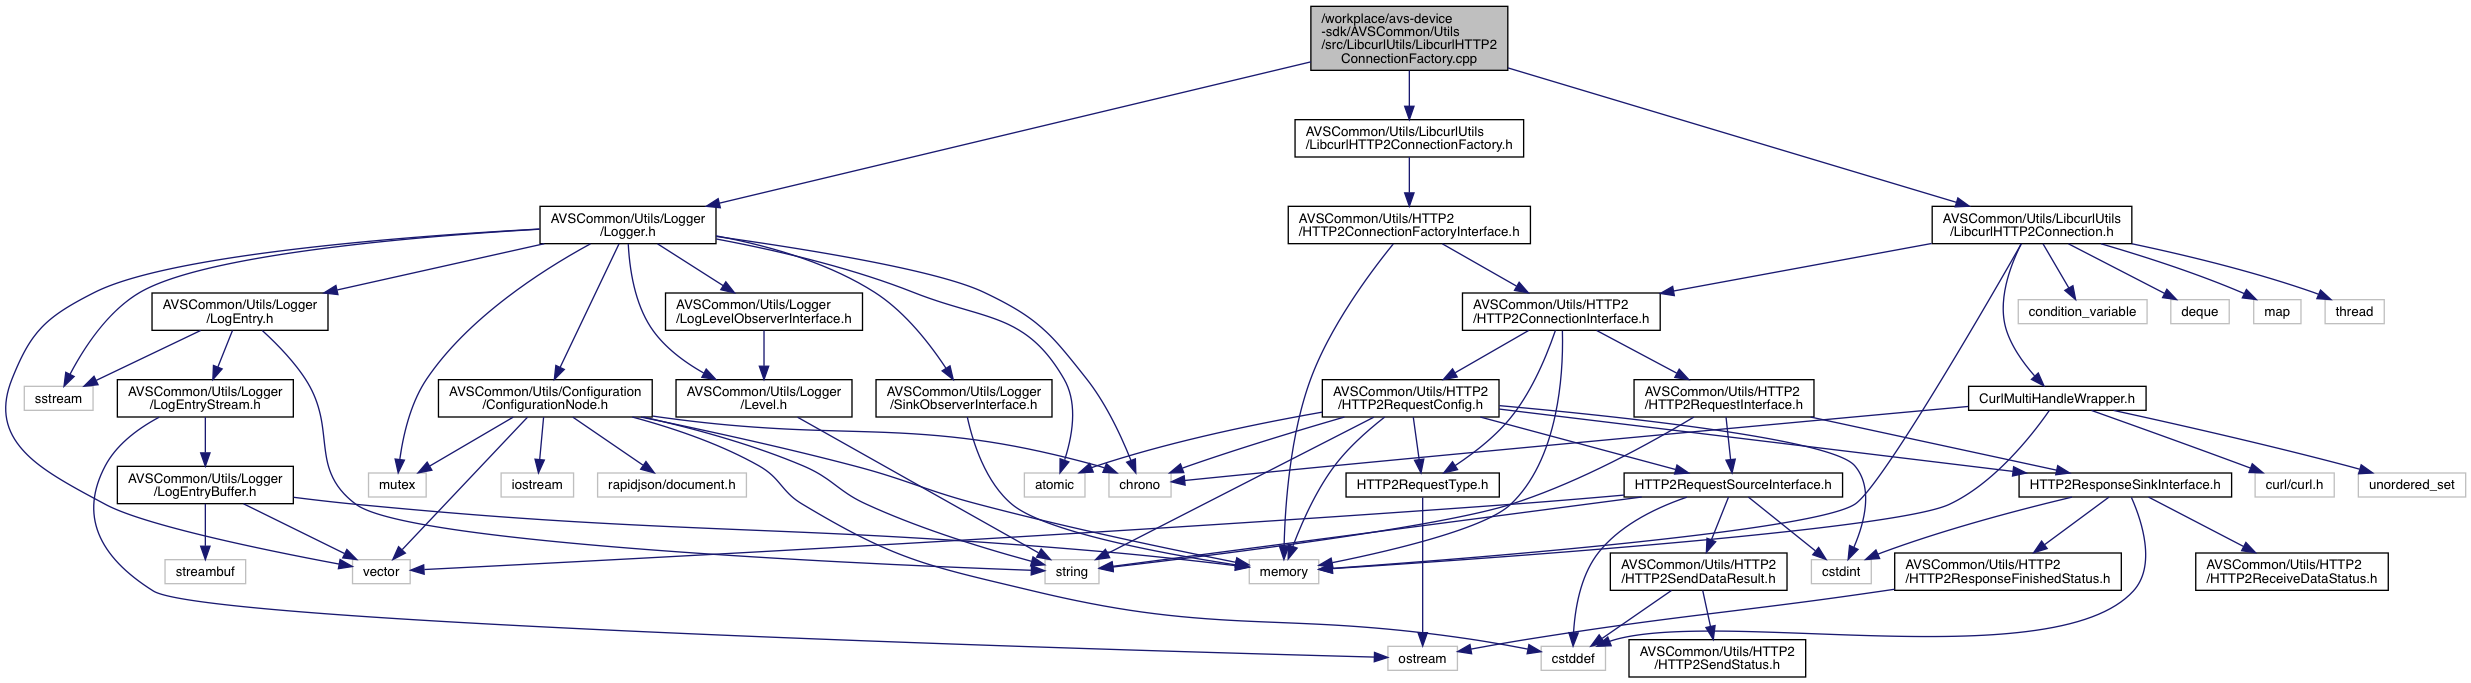 /workplace/avs-device
-sdk/AVSCommon/Utils
/src/LibcurlUtils/LibcurlHTTP2
ConnectionFactory.cpp
AVSCommon/Utils/LibcurlUtils
/LibcurlHTTP2ConnectionFactory.h
AVSCommon/Utils/Logger
/Logger.h
AVSCommon/Utils/HTTP2
/HTTP2ConnectionFactoryInterface.h
AVSCommon/Utils/LibcurlUtils
/LibcurlHTTP2Connection.h
AVSCommon/Utils/Logger
/LogEntry.h
AVSCommon/Utils/Logger
/LogLevelObserverInterface.h
AVSCommon/Utils/HTTP2
/HTTP2ConnectionInterface.h
condition_variable
deque
map
thread
sstream
AVSCommon/Utils/Logger
/LogEntryStream.h
AVSCommon/Utils/Configuration
/ConfigurationNode.h
AVSCommon/Utils/Logger
/Level.h
AVSCommon/Utils/Logger
/SinkObserverInterface.h
AVSCommon/Utils/HTTP2
/HTTP2RequestConfig.h
AVSCommon/Utils/HTTP2
/HTTP2RequestInterface.h
CurlMultiHandleWrapper.h
AVSCommon/Utils/Logger
/LogEntryBuffer.h
mutex
iostream
rapidjson/document.h
atomic
chrono
HTTP2RequestType.h
HTTP2RequestSourceInterface.h
HTTP2ResponseSinkInterface.h
curl/curl.h
unordered_set
streambuf
vector
string
memory
AVSCommon/Utils/HTTP2
/HTTP2SendDataResult.h
cstdint
AVSCommon/Utils/HTTP2
/HTTP2ResponseFinishedStatus.h
AVSCommon/Utils/HTTP2
/HTTP2ReceiveDataStatus.h
ostream
cstddef
AVSCommon/Utils/HTTP2
/HTTP2SendStatus.h